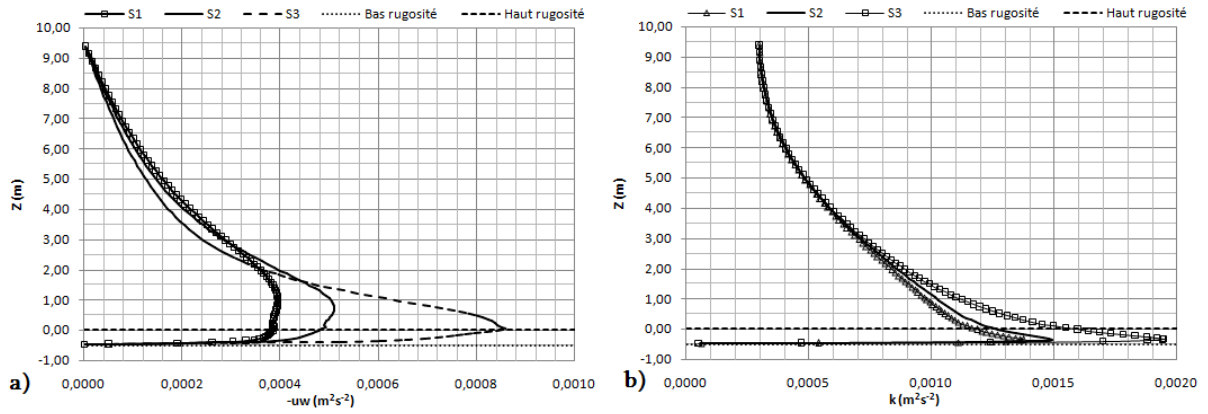 S1 S2 S3 Bas rugosité Haut rugosité
10,00
9,00
8,00
7,00
6,00
5,00
4,00
3,00
2,00
1,00
0,00
-1,00
Z (m)
0,0000 0,0002 0,0004 0,0006 0,0008 0,0010
-uw (m²s⁻²)
a)
S1 S2 S3 Bas rugosité Haut rugosité
10,00
9,00
8,00
7,00
6,00
5,00
4,00
3,00
2,00
1,00
0,00
-1,00
Z (m)
0,0000 0,0005 0,0010 0,0015 0,0020
k (m²s⁻²)
b)